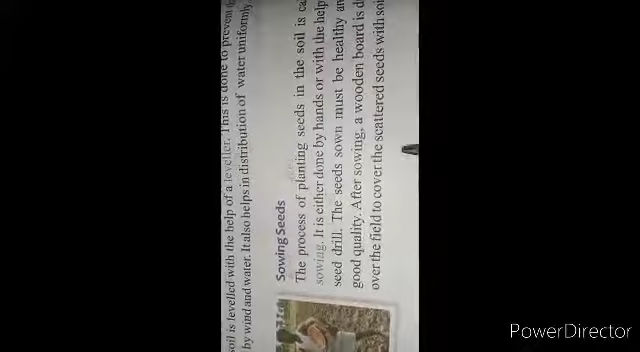 soil is levelled with the help of a leveller. This is done to prevent
by wind and water. It also helps in distribution of water uniformly
Sowing Seeds
The process of planting seeds in the soil is
sowing. It is either done by hands or with the help
seed drill. The seeds sown must be healthy
good quality. After sowing, a wooden board is
over the field to cover the scattered seeds with
PowerDirector